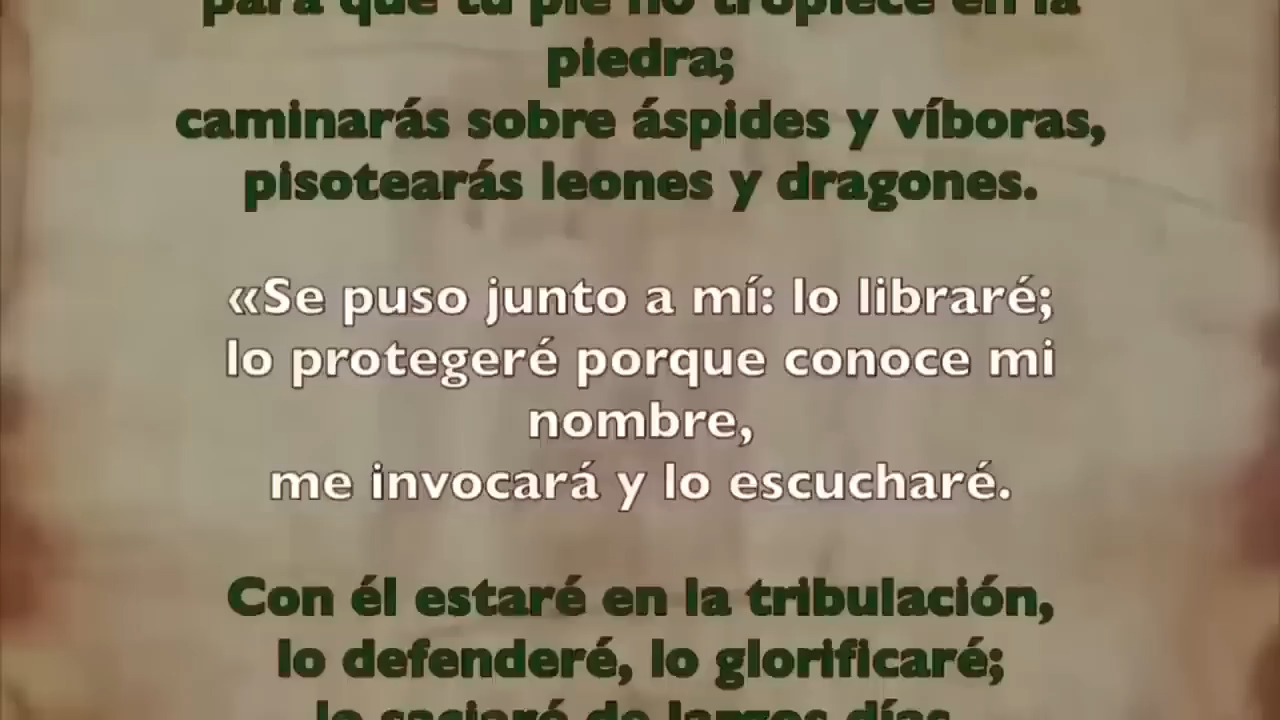 para que tu pie no tropiece en la
piedra;
caminarás sobre áspides y víboras,
pisotearás leones y dragones.
«Se puso junto a mí: lo libraré;
lo protegeré porque conoce mi
nombre,
me invocará y lo escucharé.
Con él estaré en la tribulación,
lo defenderé, lo glorificaré;
lo saciaré de largos días